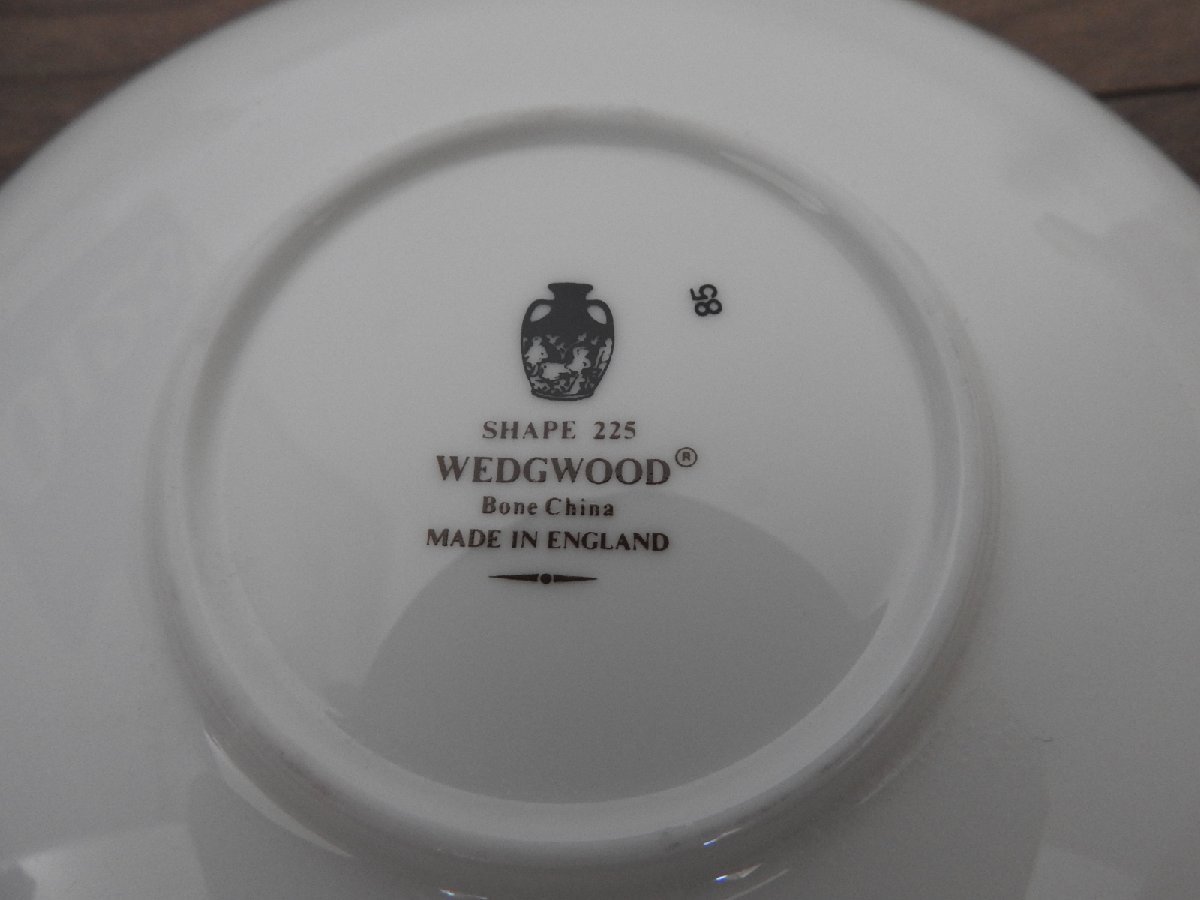 85
SHAPE 225
WEDGWOOD®
Bone China
MADE IN ENGLAND